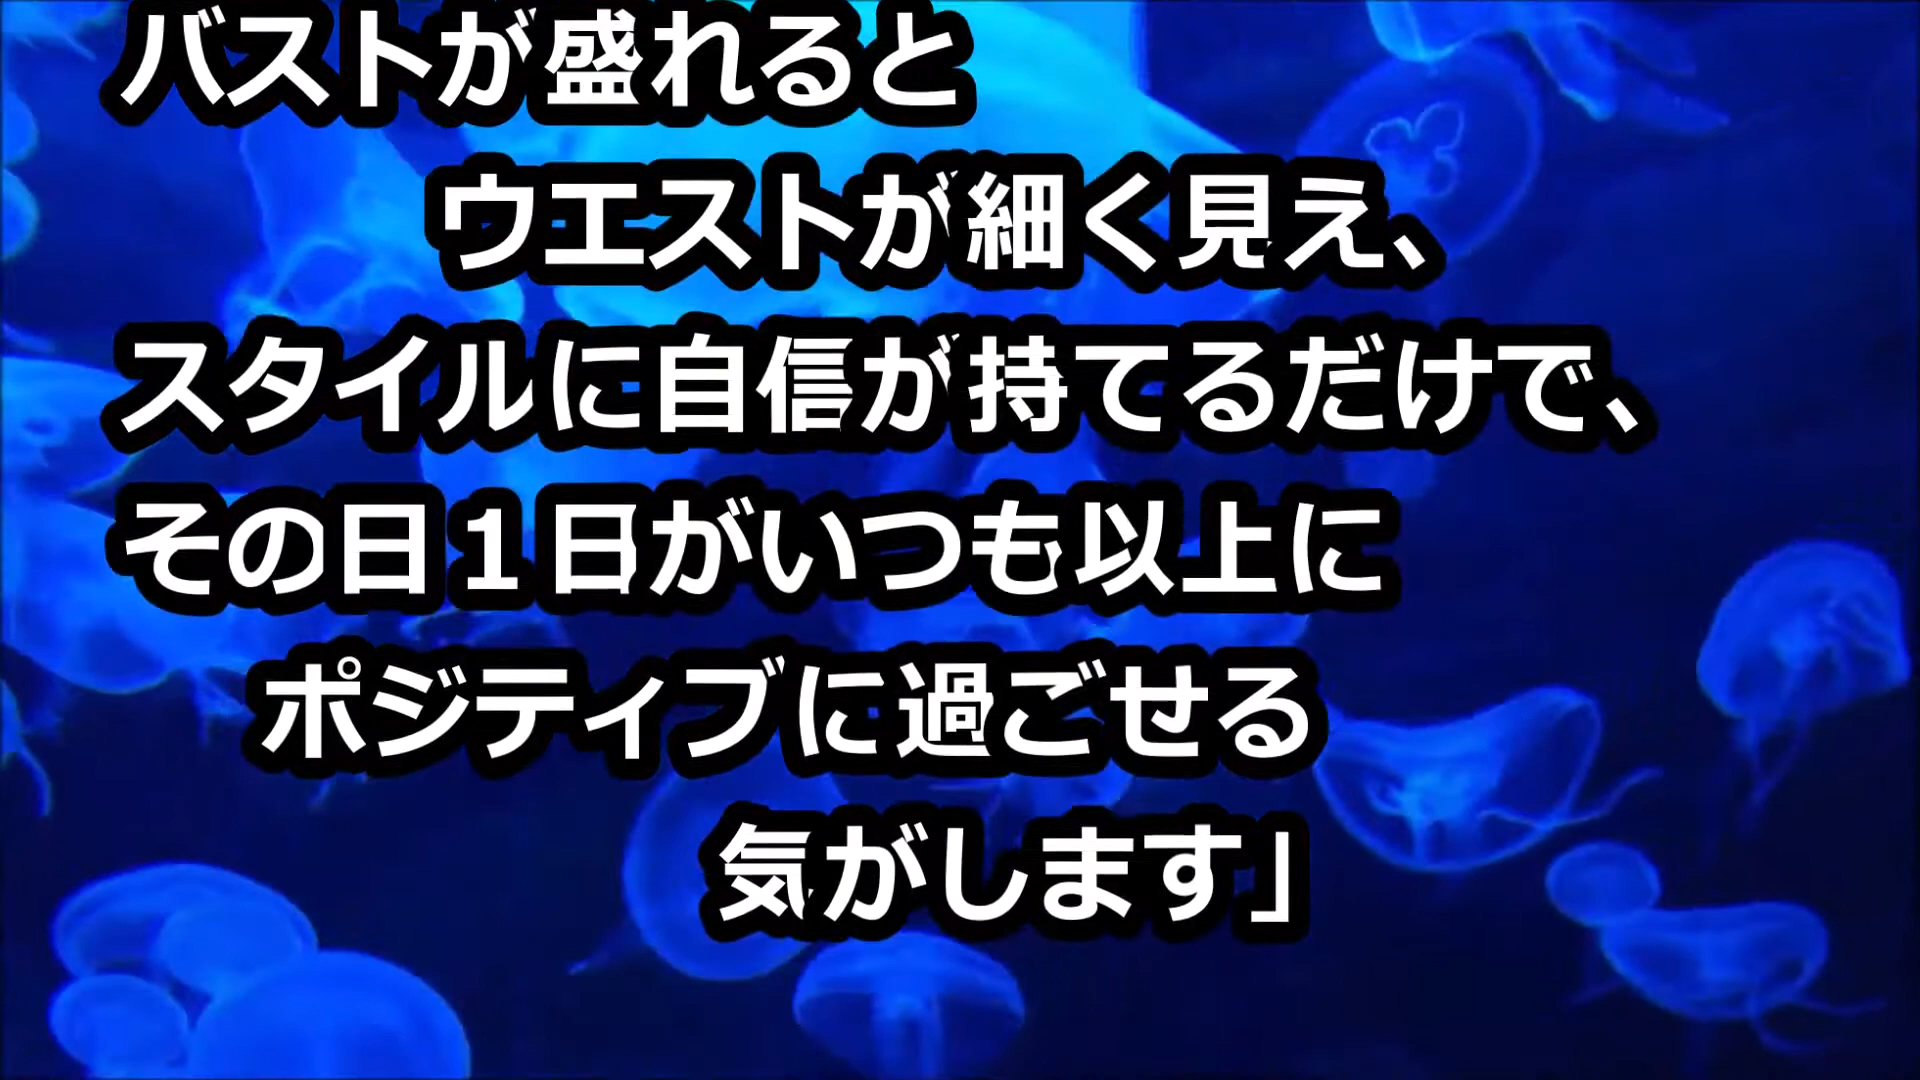 バストが盛れると
ウエストが細く見え、
スタイルに自信が持てるだけで、
その日１日がいつも以上に
ポジティブに過ごせる
気がします」